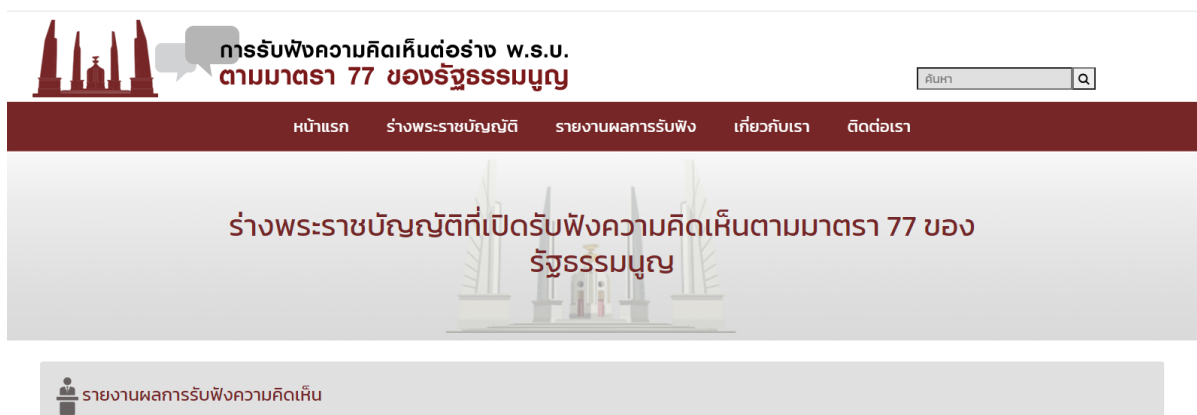 การรับฟังความคิดเห็นต่อร่าง พ.ร.บ.
ตามมาตรา 77 ของรัฐธรรมนูญ
ค้นหา
หน้าแรก ร่างพระราชบัญญัติ รายงานผลการรับฟัง เกี่ยวกับเรา ติดต่อเรา
ร่างพระราชบัญญัติที่เปิดรับฟังความคิดเห็นตามมาตรา 77 ของ
รัฐธรรมนูญ
รายงานผลการรับฟังความคิดเห็น